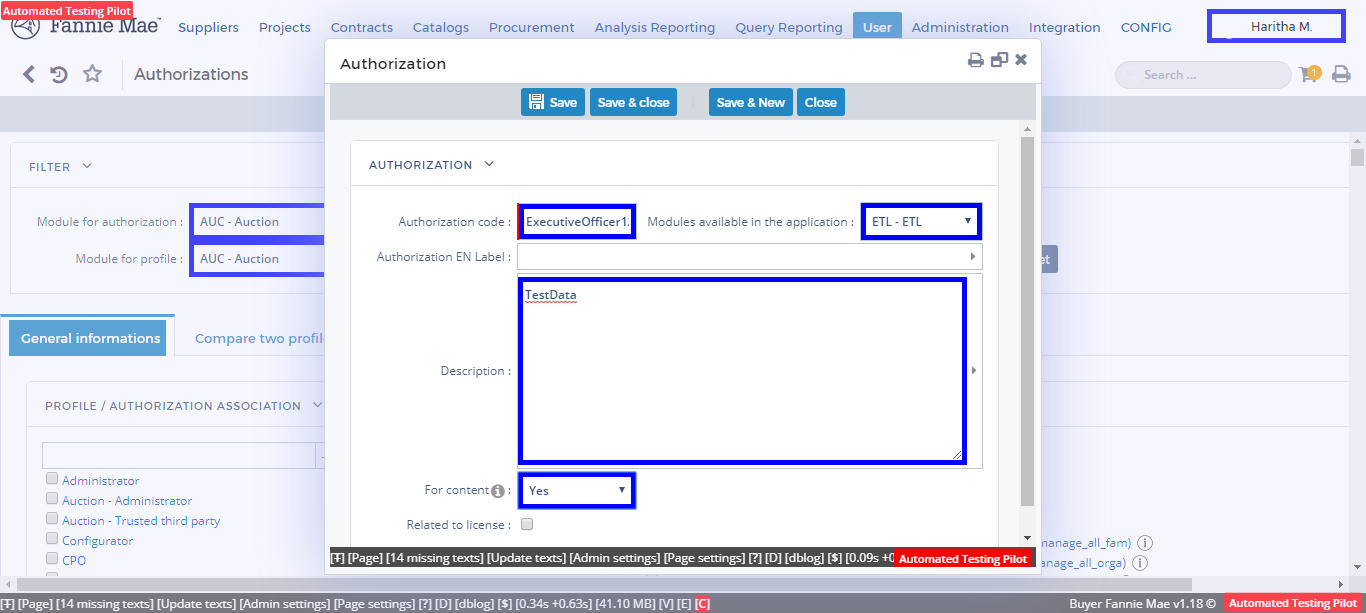 Automated Testing Pilot
Fannie Mae Suppliers Projects Contracts Catalogs Procurement Analysis Reporting Query Reporting User Administration Integration CONFIG Haritha M.
Authorizations
Search ... 1
Authorization
Save Save & close Save & New Close
FILTER
AUTHORIZATION
Module for authorization : AUC - Auction
Authorization code : ExecutiveOfficer1 Modules available in the application : ETL - ETL
Module for profile : AUC - Auction
Authorization EN Label :
TestData
General informations Compare two profil
Description :
PROFILE / AUTHORIZATION ASSOCIATION
Administrator
For content : Yes
Auction - Administrator
Auction - Trusted third party
Related to license :
Configurator
manage_all_fam)
CPO
[Page] [14 missing texts] [Update texts] [Admin settings] [Page settings] [?] [D] [dblog] [$] [0.09s +0 Automated Testing Pilot
anage_all_orga)
[Page] [14 missing texts] [Update texts] [Admin settings] [Page settings] [?] [D] [dblog] [$] [0.34s +0.63s] [41.10 MB] [V] [E] [C] Buyer Fannie Mae v1.18 © Automated Testing Pilot